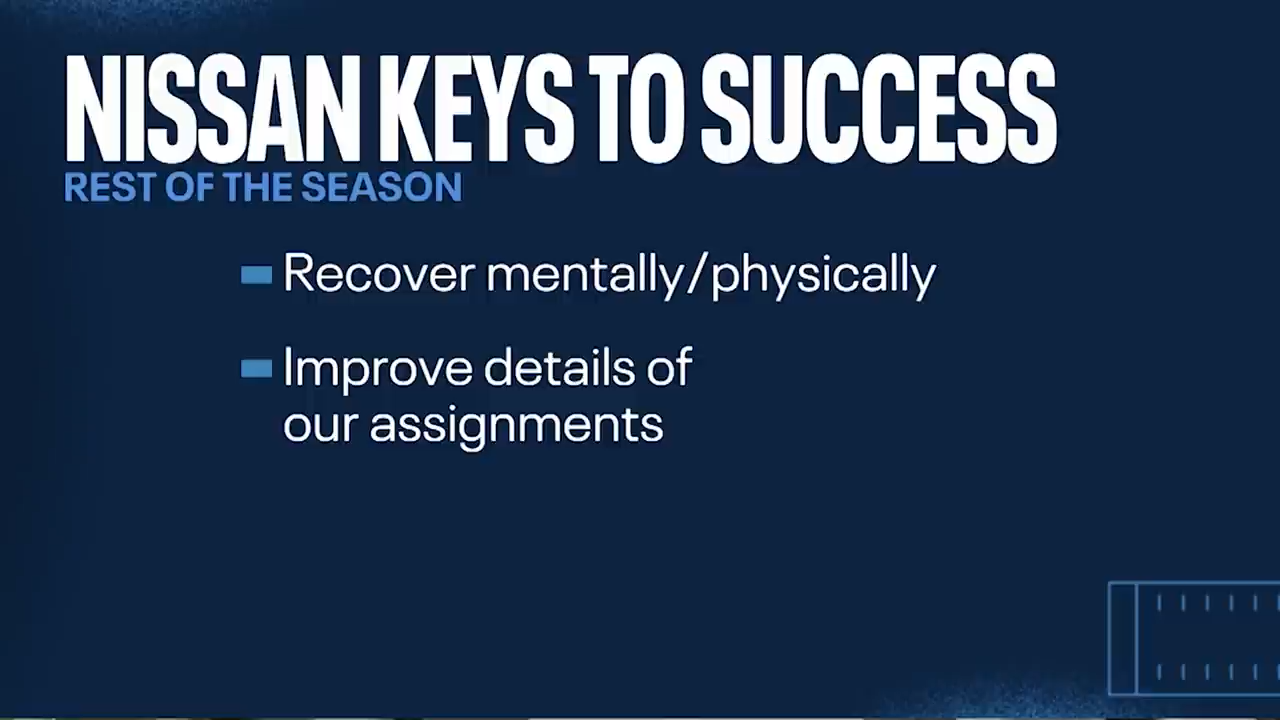 NISSAN KEYS TO SUCCESS
REST OF THE SEASON
Recover mentally/physically
Improve details of
our assignments